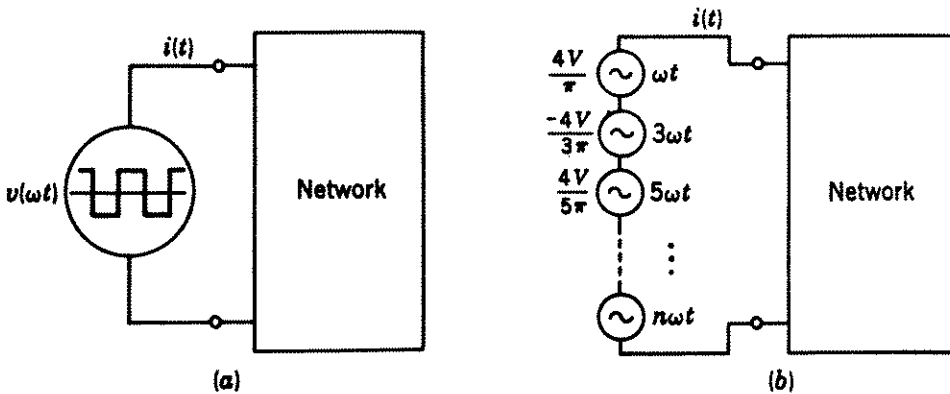 i(t)
v(ωt)
Network
(a)
i(t)
4V/π ωt
-4V/3π 3ωt
4V/5π 5ωt
⋮
nωt
Network
(b)